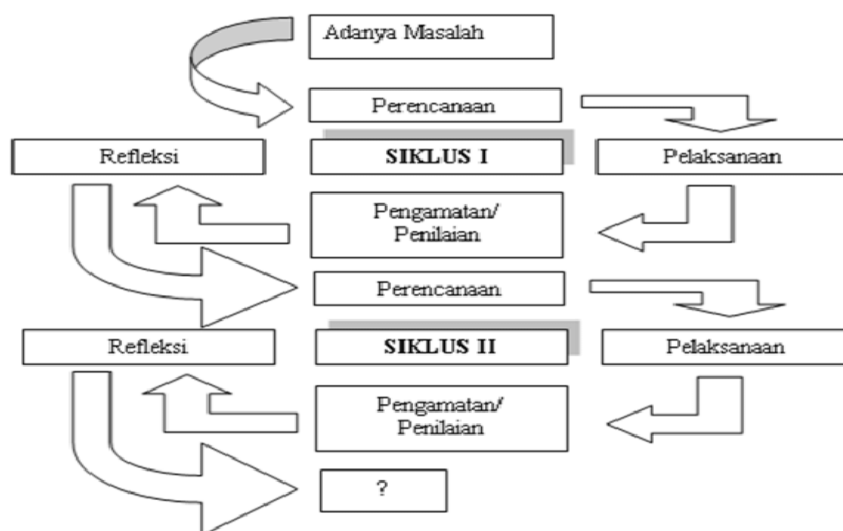 Adanya Masalah
Perencanaan
Refleksi
SIKLUS I
Pelaksanaan
Pengamatan/
Penilaian
Perencanaan
Refleksi
SIKLUS II
Pelaksanaan
Pengamatan/
Penilaian
?